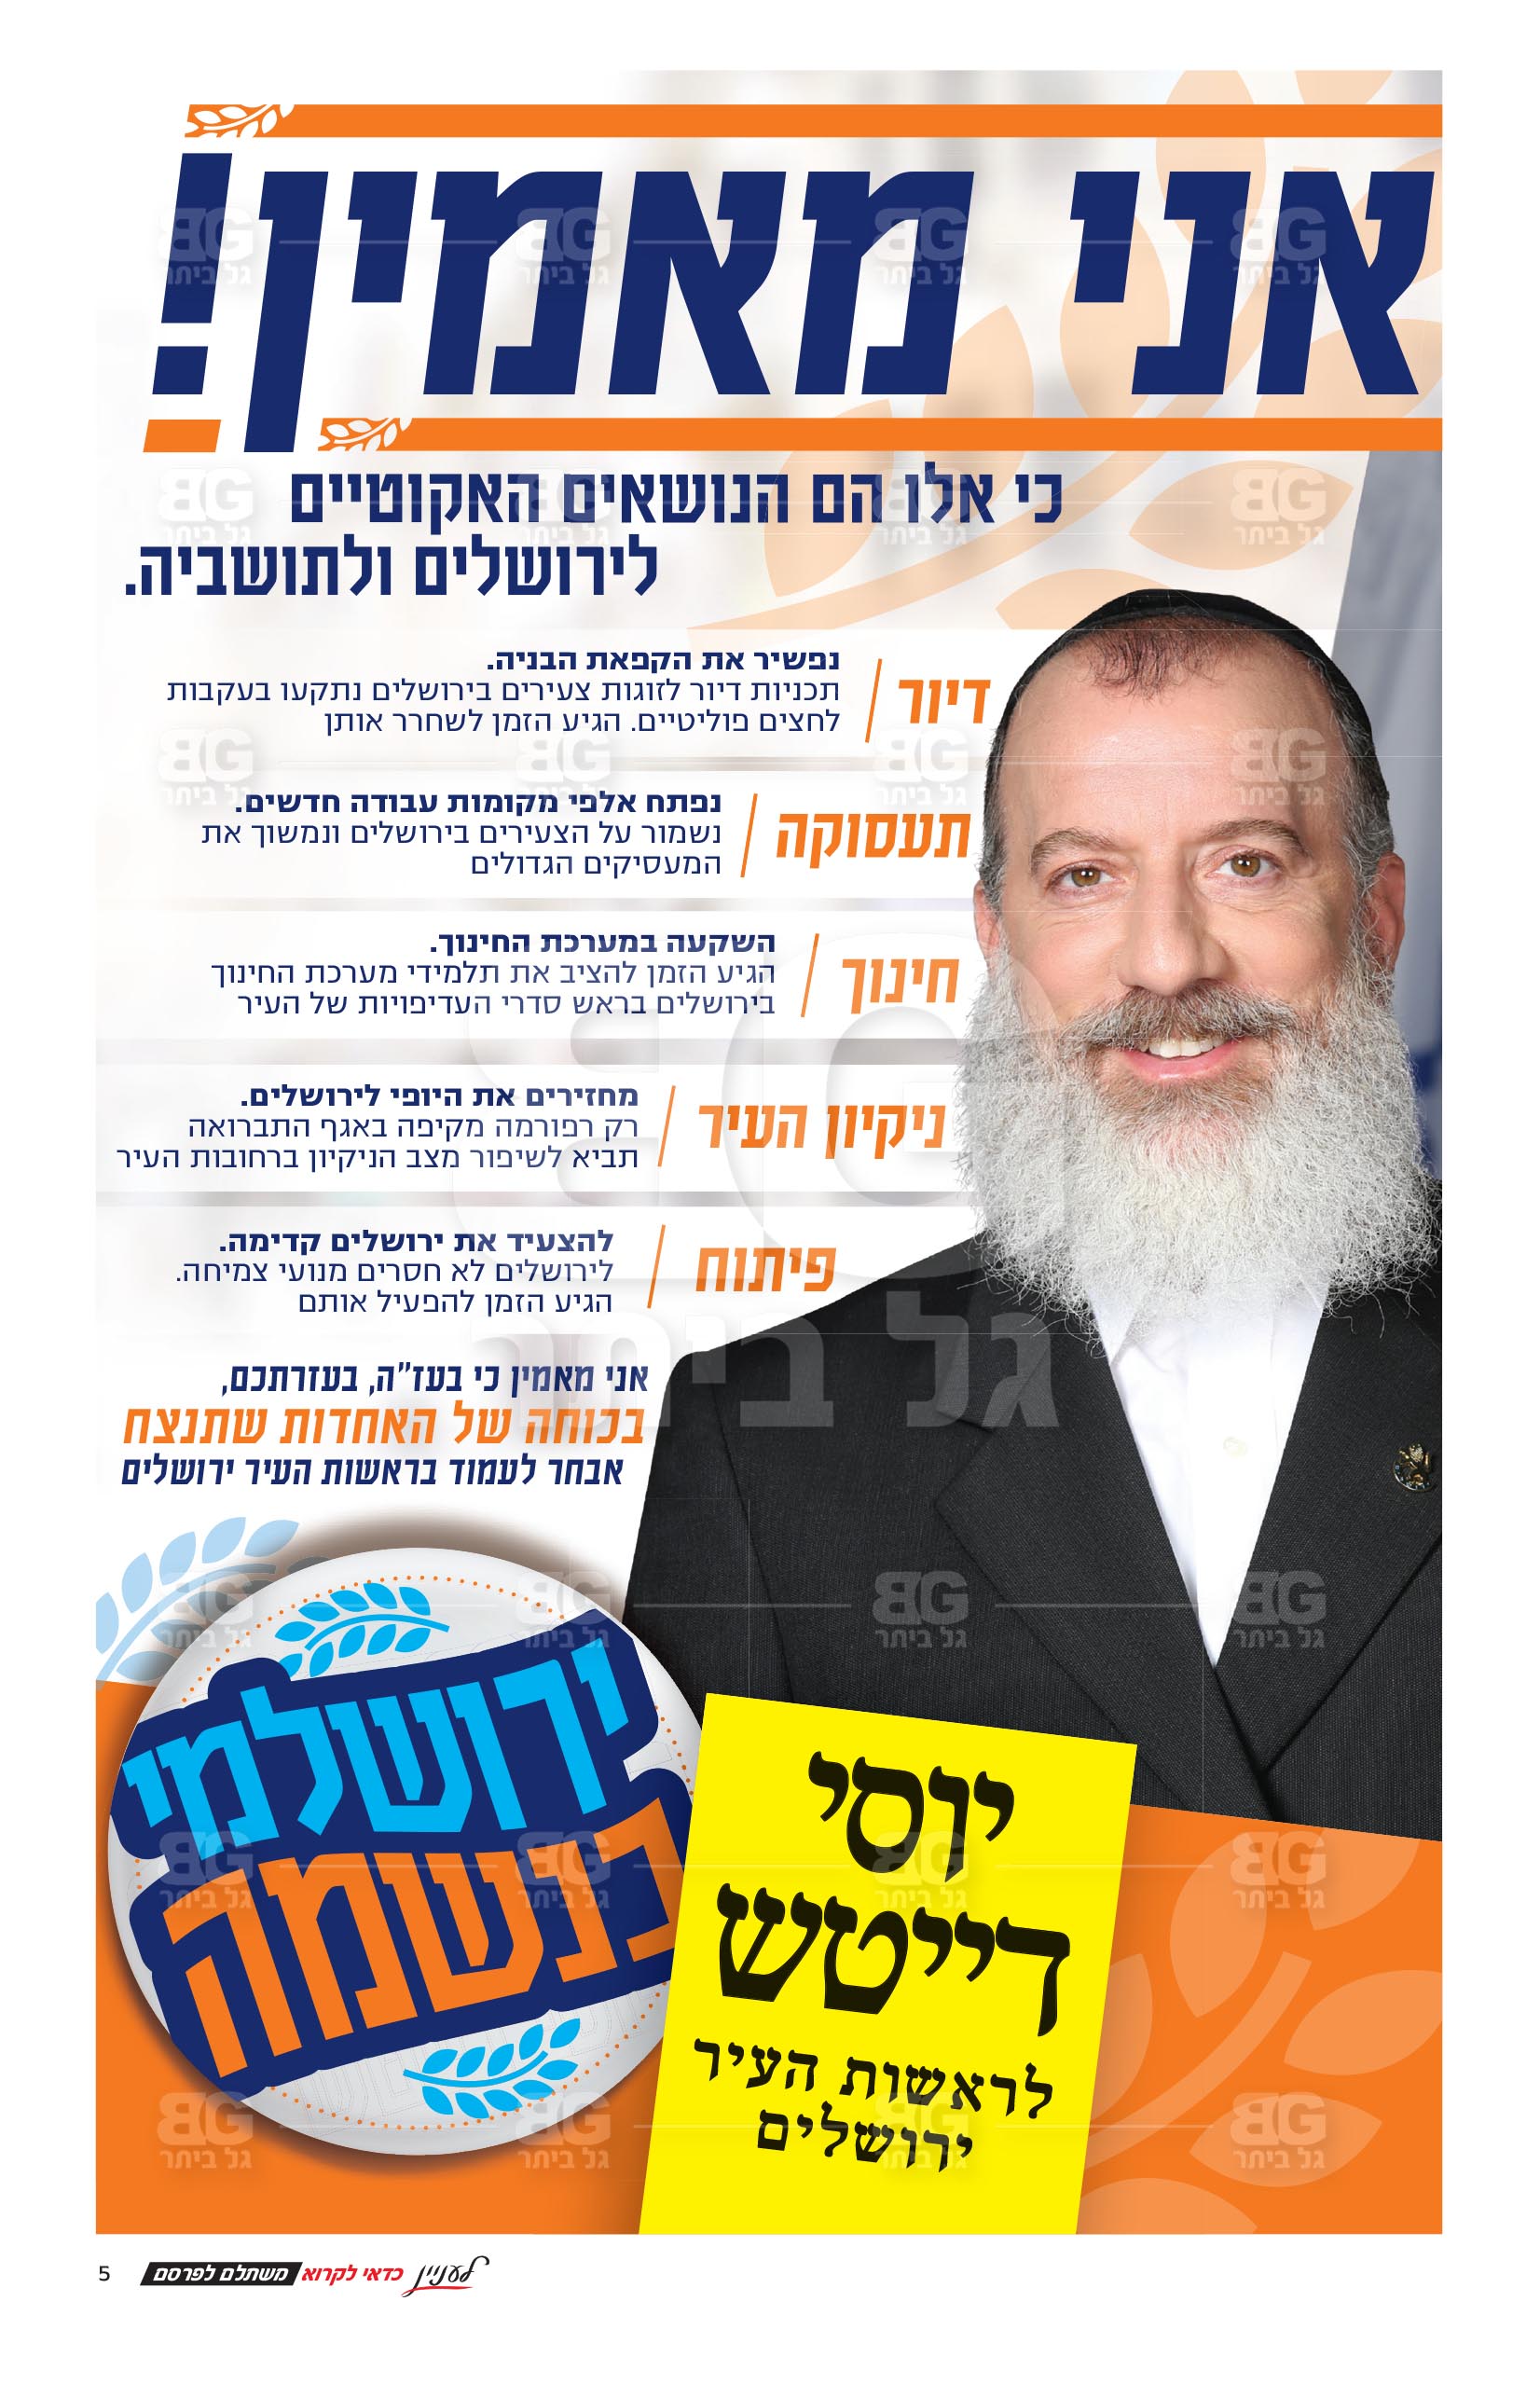 אני מאמין!
כי אלו הם הנושאים האקוטיים
לירושלים ולתושביה.
דיור
נפשיר את הקפאת הבניה.
תכניות דיור לזוגות צעירים בירושלים נתקעו בעקבות
לחצים פוליטיים. הגיע הזמן לשחרר אותן
תעסוקה
נפתח אלפי מקומות עבודה חדשים.
נשמור על הצעירים בירושלים ונמשוך את
המעסיקים הגדולים
חינוך
השקעה במערכת החינוך.
הגיע הזמן להציב את תלמידי מערכת החינוך
בירושלים בראש סדרי העדיפויות של העיר
ניקיון העיר
מחזירים את היופי לירושלים.
רק רפורמה מקיפה באגף התברואה
תביא לשיפור מצב הניקיון ברחובות העיר
פיתוח
להצעיד את ירושלים קדימה.
לירושלים לא חסרים מנועי צמיחה.
הגיע הזמן להפעיל אותם
אני מאמין כי בעז"ה, בעזרתכם,
בכוחה של האחדות שתנצח
אבחר לעמוד בראשות העיר ירושלים
ירושלמי
בנשמה
יוסי
דייטש
לראשות העיר
ירושלים
BG
גל ביתר
לעניין כדאי לקרוא משתלם לפרסם 5